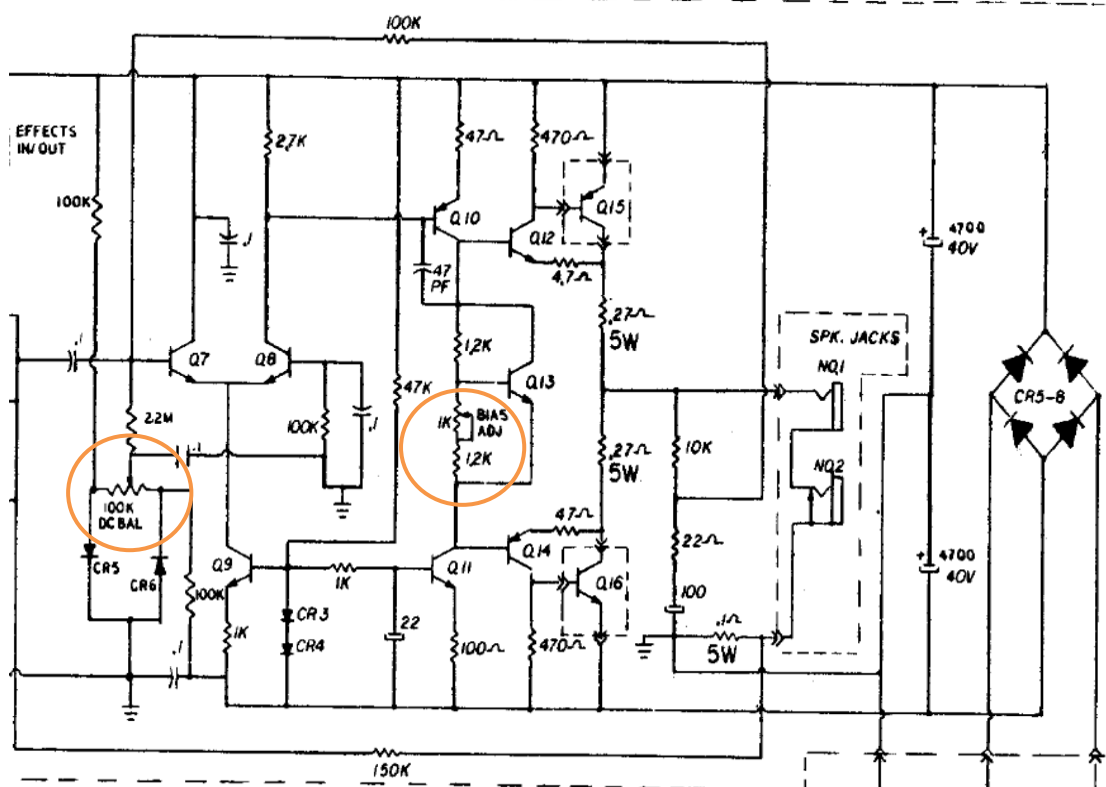 100K
EFFECTS
IN/OUT
2.7K
47Ω
470Ω
100K
Q10
Q12
Q15
.1
47
PF
4.7Ω
4700
40V
.27Ω
5W
SPK. JACKS
NO.1
.1
Q7
Q8
1.2K
Q13
CR5-8
47K
.1
2.2M
100K
1K
BIAS
ADJ
.1
1.2K
.27Ω
5W
10K
NO.2
100K
DC BAL
47Ω
22Ω
4700
40V
CR5
CR6
Q9
1K
Q11
Q14
Q16
100K
100
1K
CR3
CR4
22
100Ω
470Ω
.1Ω
5W
.1
150K